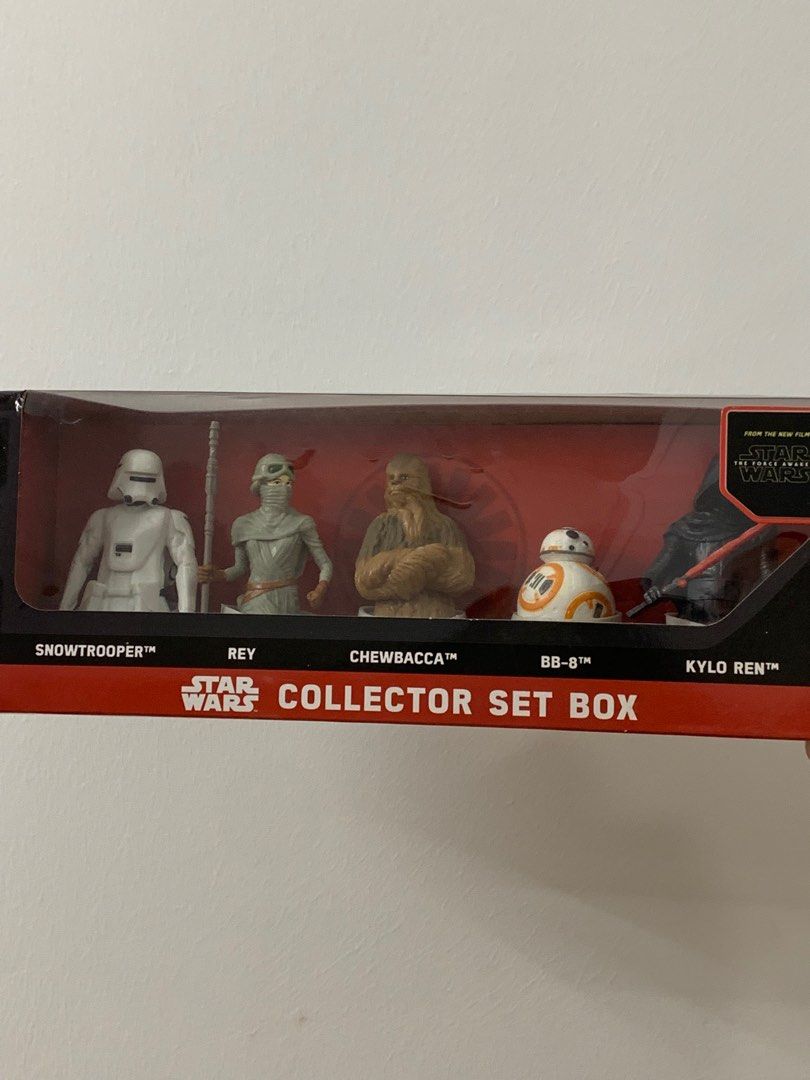 FROM THE NEW FILM
STAR
THE FORCE
WARS
SNOWTROOPER™
REY
CHEWBACCA™
BB-8™
KYLO REN™
STAR
WARS
COLLECTOR SET BOX